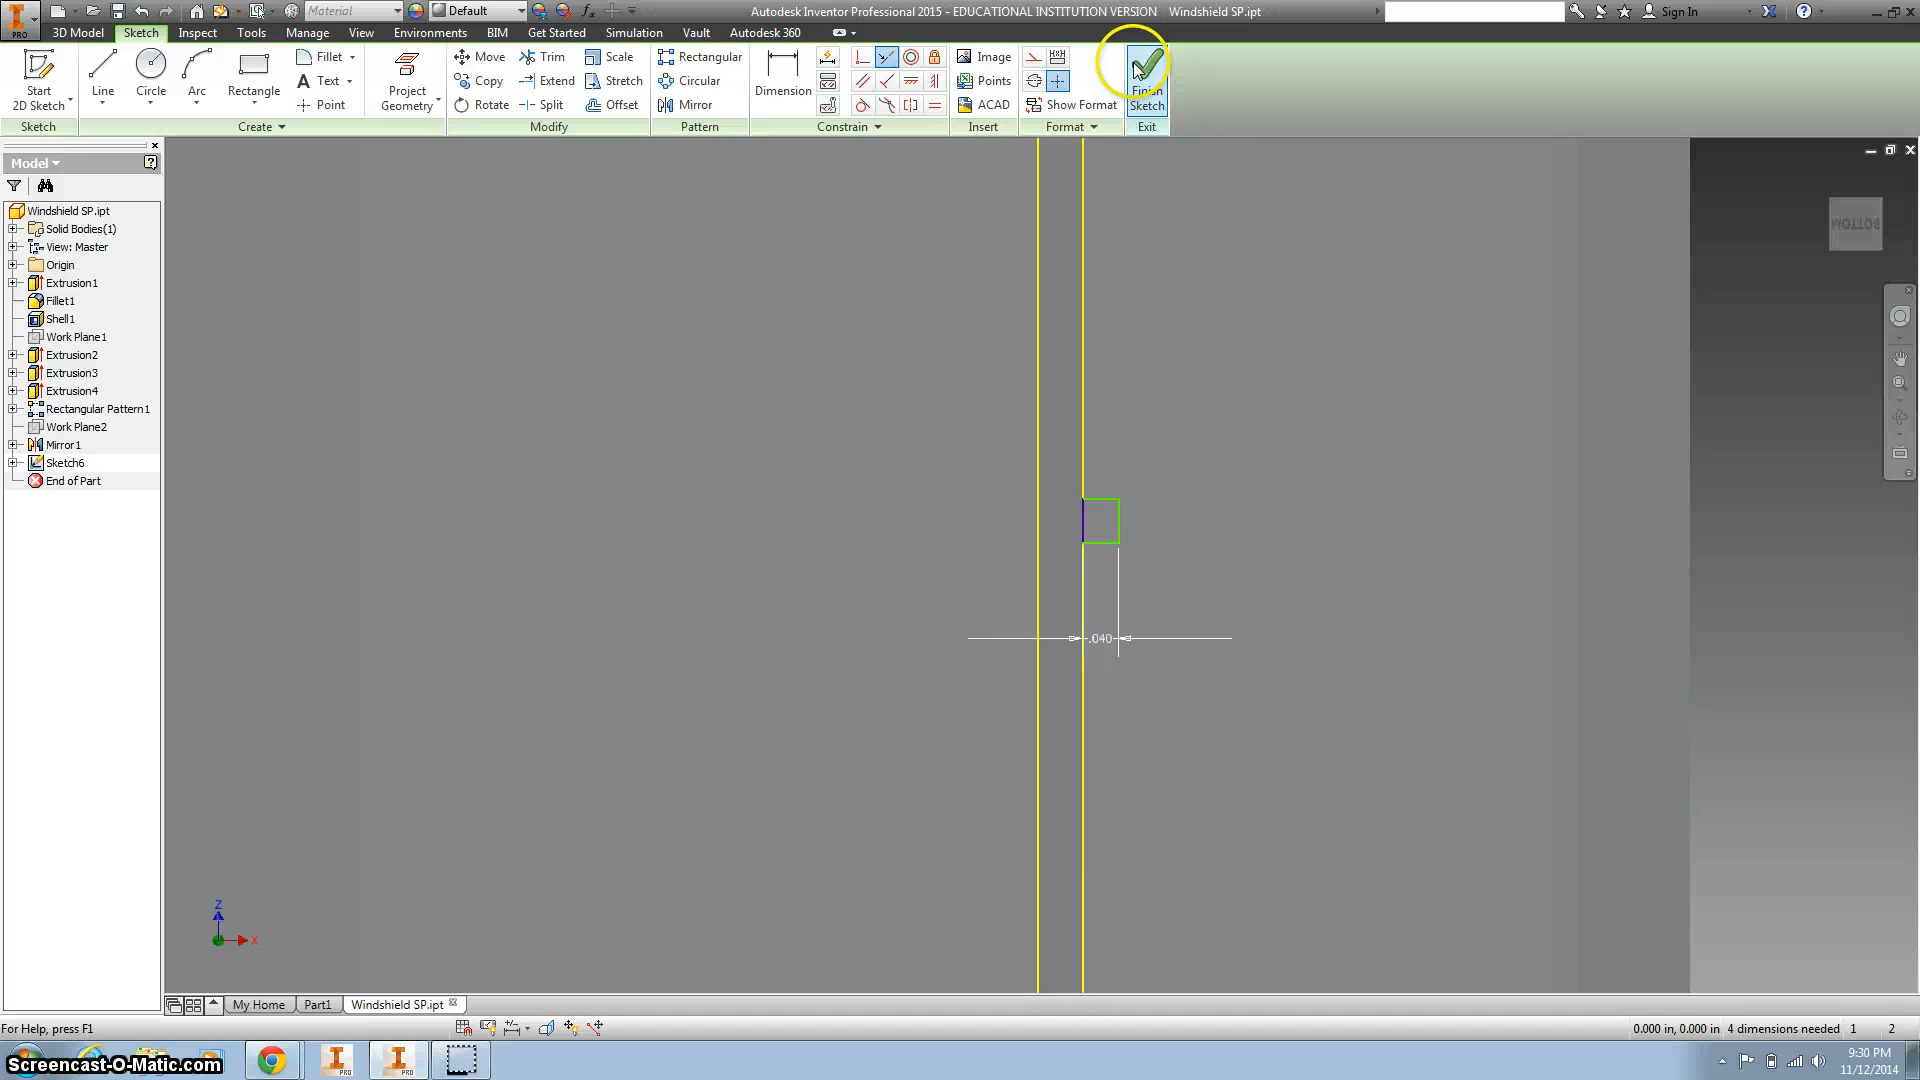 Material
Default
Autodesk Inventor Professional 2015 - EDUCATIONAL INSTITUTION VERSION Windshield SP.ipt
Sign In
PRO
3D Model Sketch Inspect Tools Manage View Environments BIM Get Started Simulation Vault Autodesk 360
Start
2D Sketch
Line
Circle
Arc
Rectangle
Fillet
Text
Point
Project
Geometry
Move
Copy
Rotate
Trim
Extend
Split
Scale
Stretch
Offset
Rectangular
Circular
Mirror
Dimension
Image
Points
ACAD
Show Format
Finish
Sketch
Sketch
Create
Modify
Pattern
Constrain
Insert
Format
Exit
Model
Windshield SP.ipt
Solid Bodies(1)
View: Master
Origin
Extrusion1
Fillet1
Shell1
Work Plane1
Extrusion2
Extrusion3
Extrusion4
Rectangular Pattern1
Work Plane2
Mirror1
Sketch6
End of Part
BOTTOM
.040
Z
X
My Home
Part1
Windshield SP.ipt
For Help, press F1
0.000 in, 0.000 in 4 dimensions needed 1 2
PRO
PRO
Screencast-O-Matic.com
9:30 PM
11/12/2014